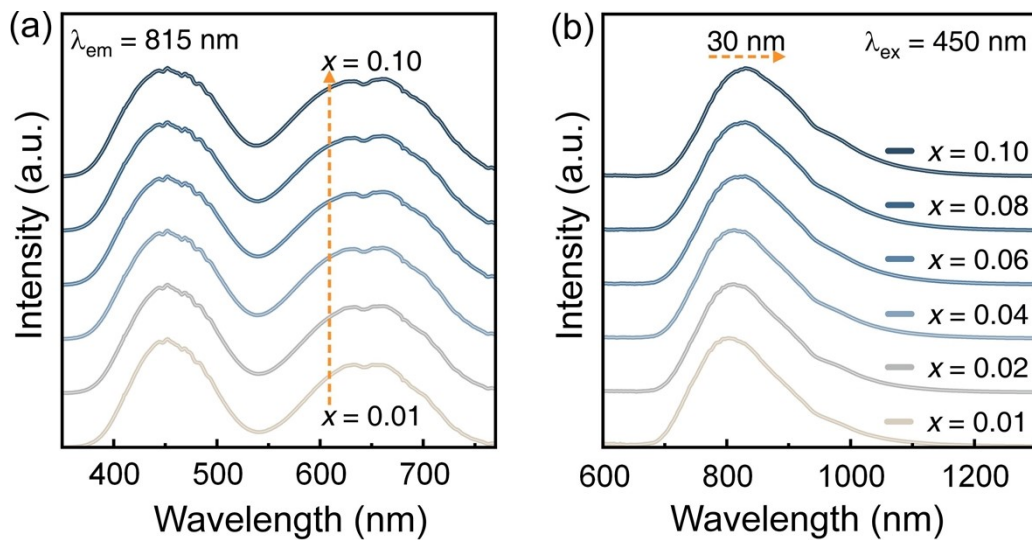 (a)
λem = 815 nm
x = 0.10
x = 0.01
Intensity (a.u.)
400 500 600 700
Wavelength (nm)
(b)
30 nm
λex = 450 nm
x = 0.10
x = 0.08
x = 0.06
x = 0.04
x = 0.02
x = 0.01
Intensity (a.u.)
600 800 1000 1200
Wavelength (nm)